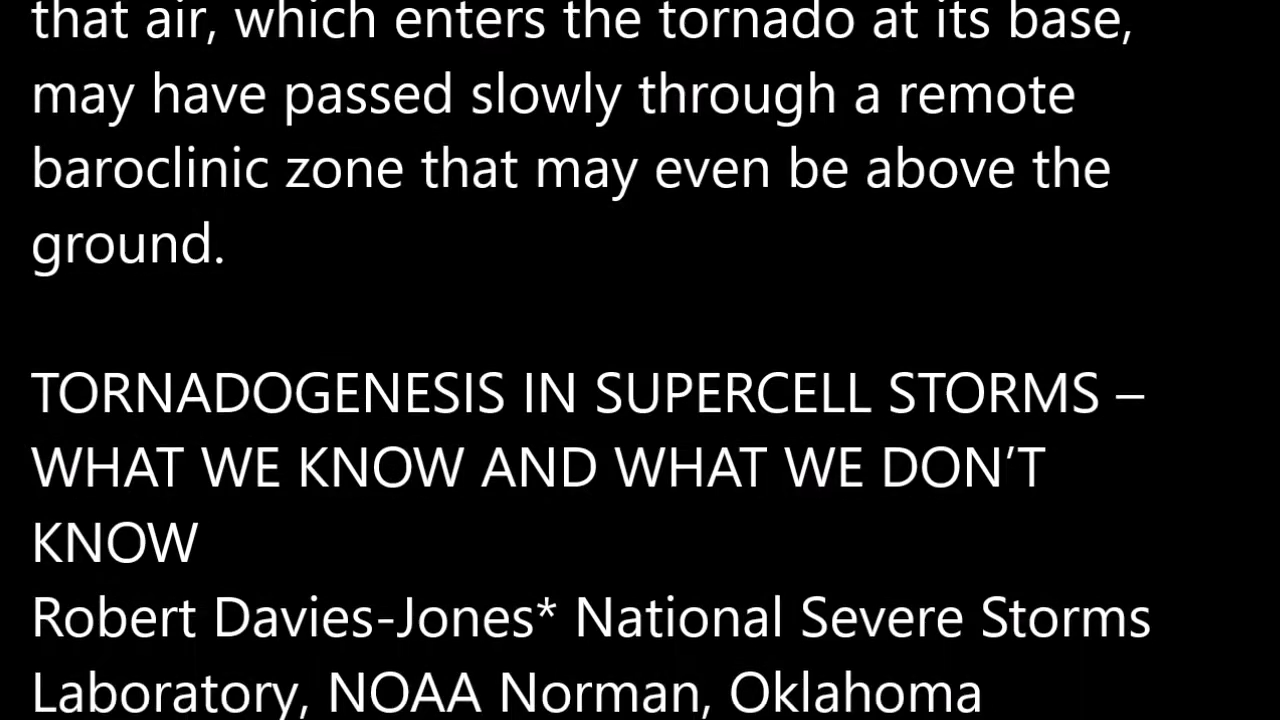 that air, which enters the tornado at its base,
may have passed slowly through a remote
baroclinic zone that may even be above the
ground.
TORNADOGENESIS IN SUPERCELL STORMS –
WHAT WE KNOW AND WHAT WE DON’T
KNOW
Robert Davies-Jones* National Severe Storms
Laboratory, NOAA Norman, Oklahoma